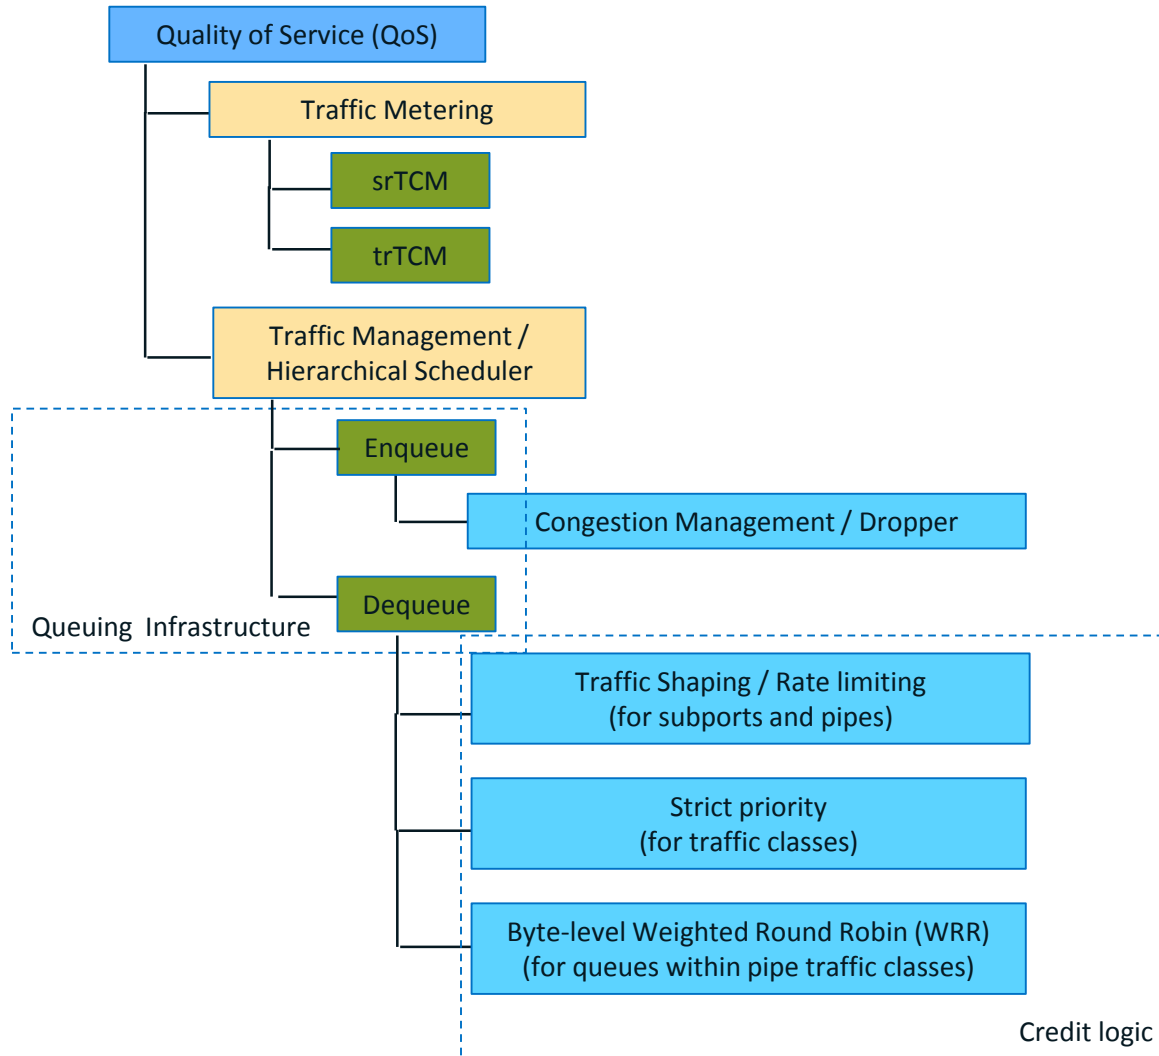 Quality of Service (QoS)
Traffic Metering
srTCM
trTCM
Traffic Management /
Hierarchical Scheduler
Enqueue
Congestion Management / Dropper
Dequeue
Queuing Infrastructure
Traffic Shaping / Rate limiting
(for subports and pipes)
Strict priority
(for traffic classes)
Byte-level Weighted Round Robin (WRR)
(for queues within pipe traffic classes)
Credit logic